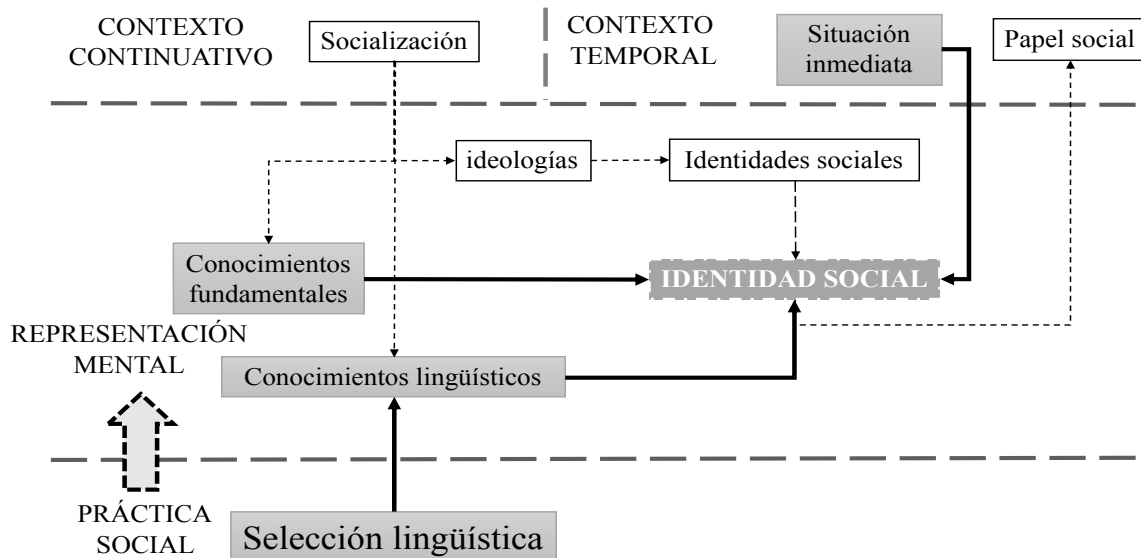 CONTEXTO
CONTINUATIVO
Socialización
CONTEXTO
TEMPORAL
Situación
inmediata
Papel social
ideologías
Identidades sociales
Conocimientos
fundamentales
IDENTIDAD SOCIAL
REPRESENTACIÓN
MENTAL
Conocimientos lingüísticos
PRÁCTICA
SOCIAL
Selección lingüística